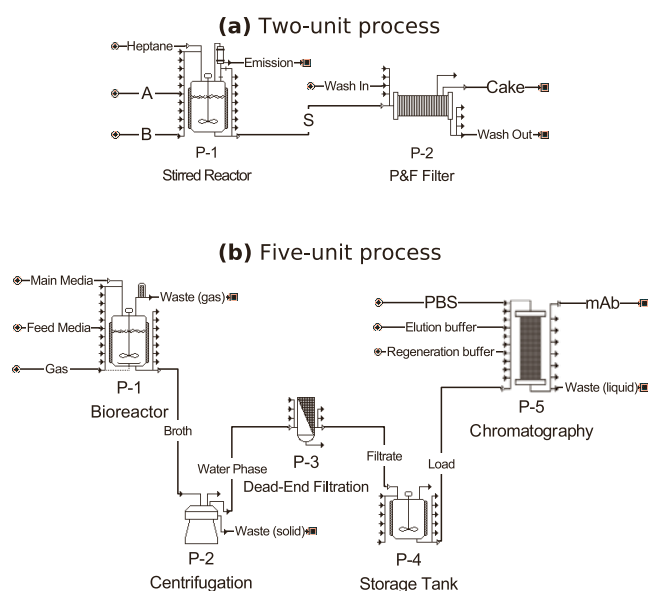 (a) Two-unit process
Heptane
Emission
A
B
P-1
Stirred Reactor
S
Wash In
Cake
Wash Out
P-2
P&F Filter
(b) Five-unit process
Main Media
Waste (gas)
Feed Media
Gas
P-1
Bioreactor
Broth
Water Phase
P-2
Centrifugation
Waste (solid)
P-3
Dead-End Filtration
Filtrate
Load
P-4
Storage Tank
PBS
mAb
Elution buffer
Regeneration buffer
Waste (liquid)
P-5
Chromatography